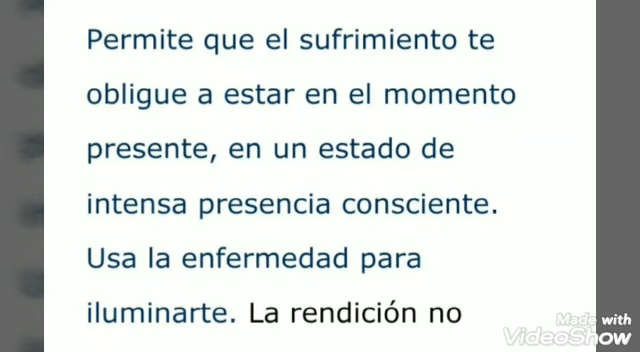 Permite que el sufrimiento te
obligue a estar en el momento
presente, en un estado de
intensa presencia consciente.
Usa la enfermedad para
iluminarte. La rendición no
Made with
VideoShow